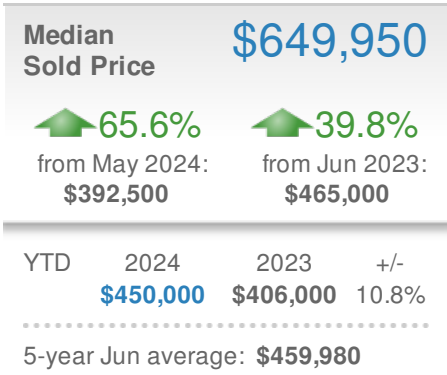 Median
Sold Price
$649,950
65.6% 39.8%
from May 2024: from Jun 2023:
$392,500 $465,000
YTD 2024 2023 +/-
$450,000 $406,000 10.8%
5-year Jun average: $459,980